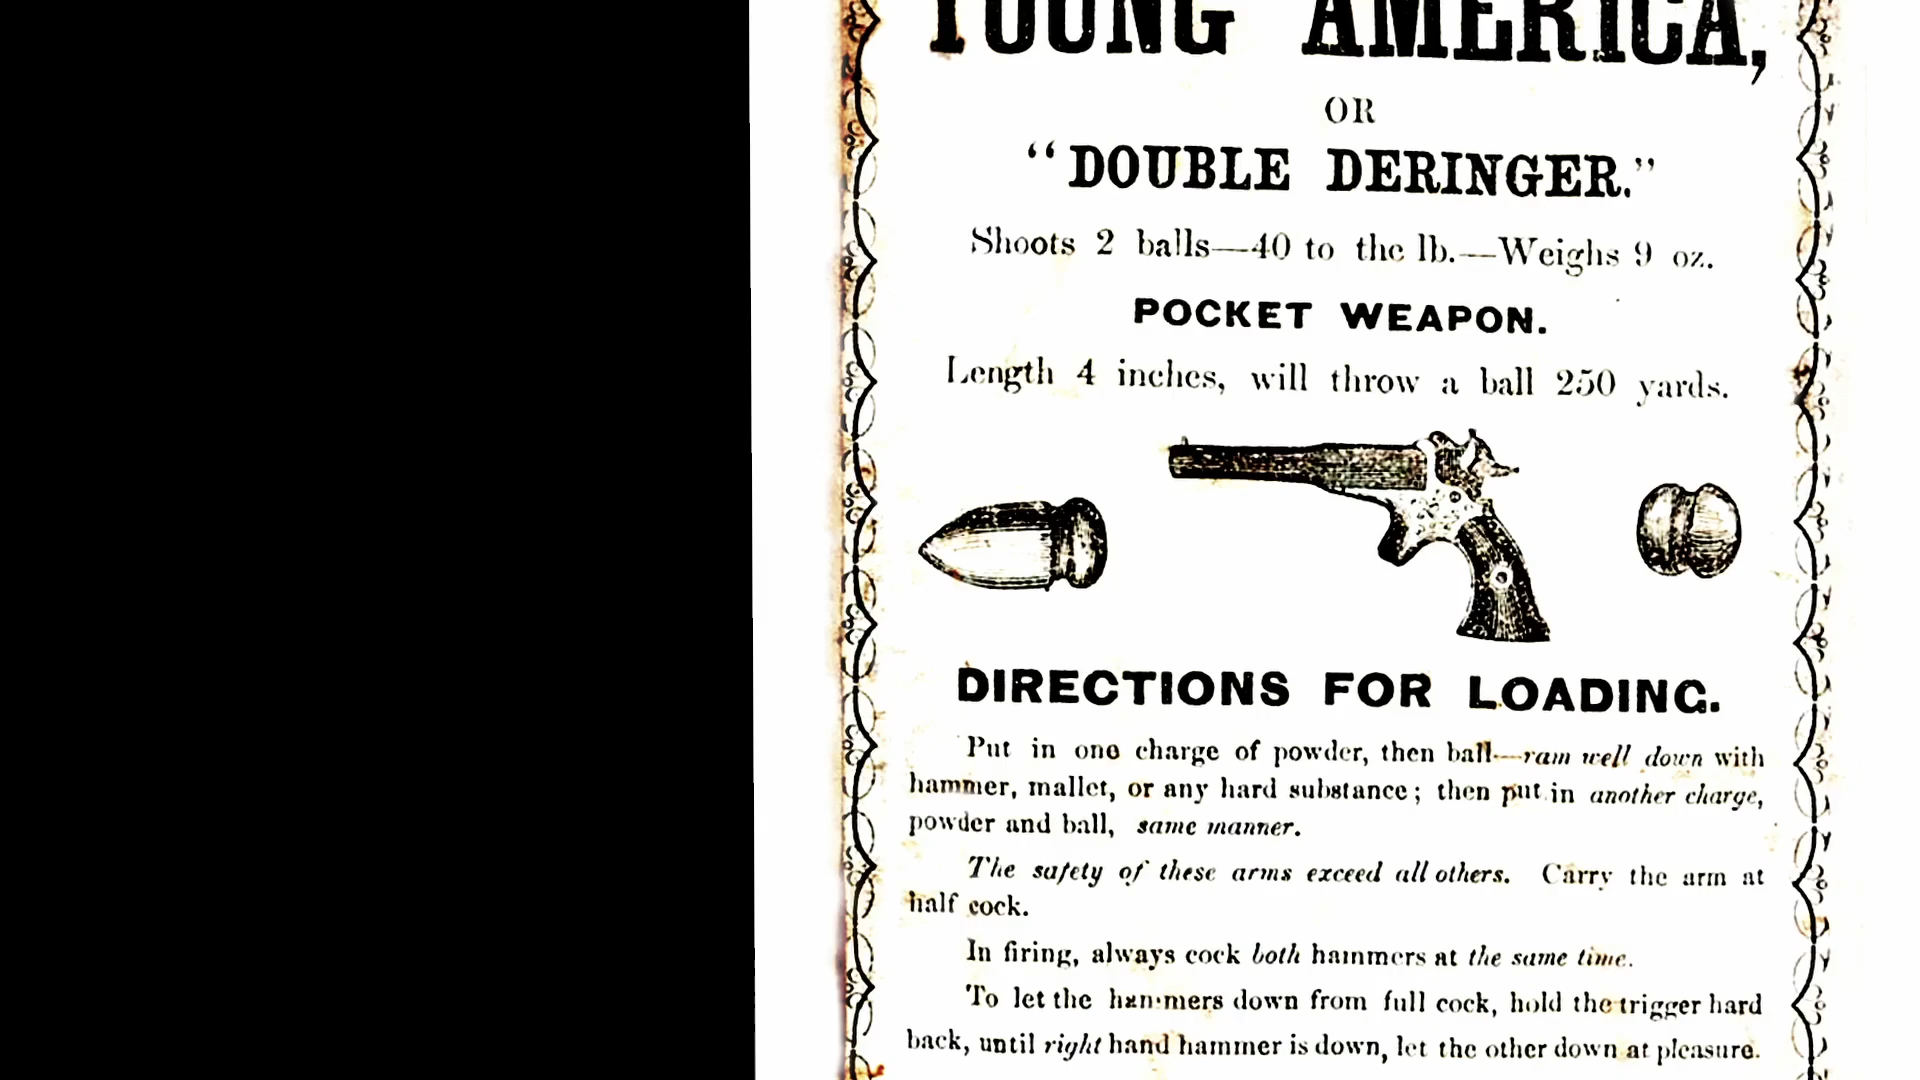 YOUNG AMERICA,
OR
"DOUBLE DERINGER."
Shoots 2 balls—40 to the lb.—Weighs 9 oz.
POCKET WEAPON.
Length 4 inches, will throw a ball 250 yards.
DIRECTIONS FOR LOADING.
Put in one charge of powder, then ball—ram well down with
hammer, mallet, or any hard substance; then put in another charge,
powder and ball, same manner.
The safety of these arms exceed all others. Carry the arm at
half cock.
In firing, always cock both hammers at the same time.
To let the hammers down from full cock, hold the trigger hard
back, until right hand hammer is down, let the other down at pleasure.